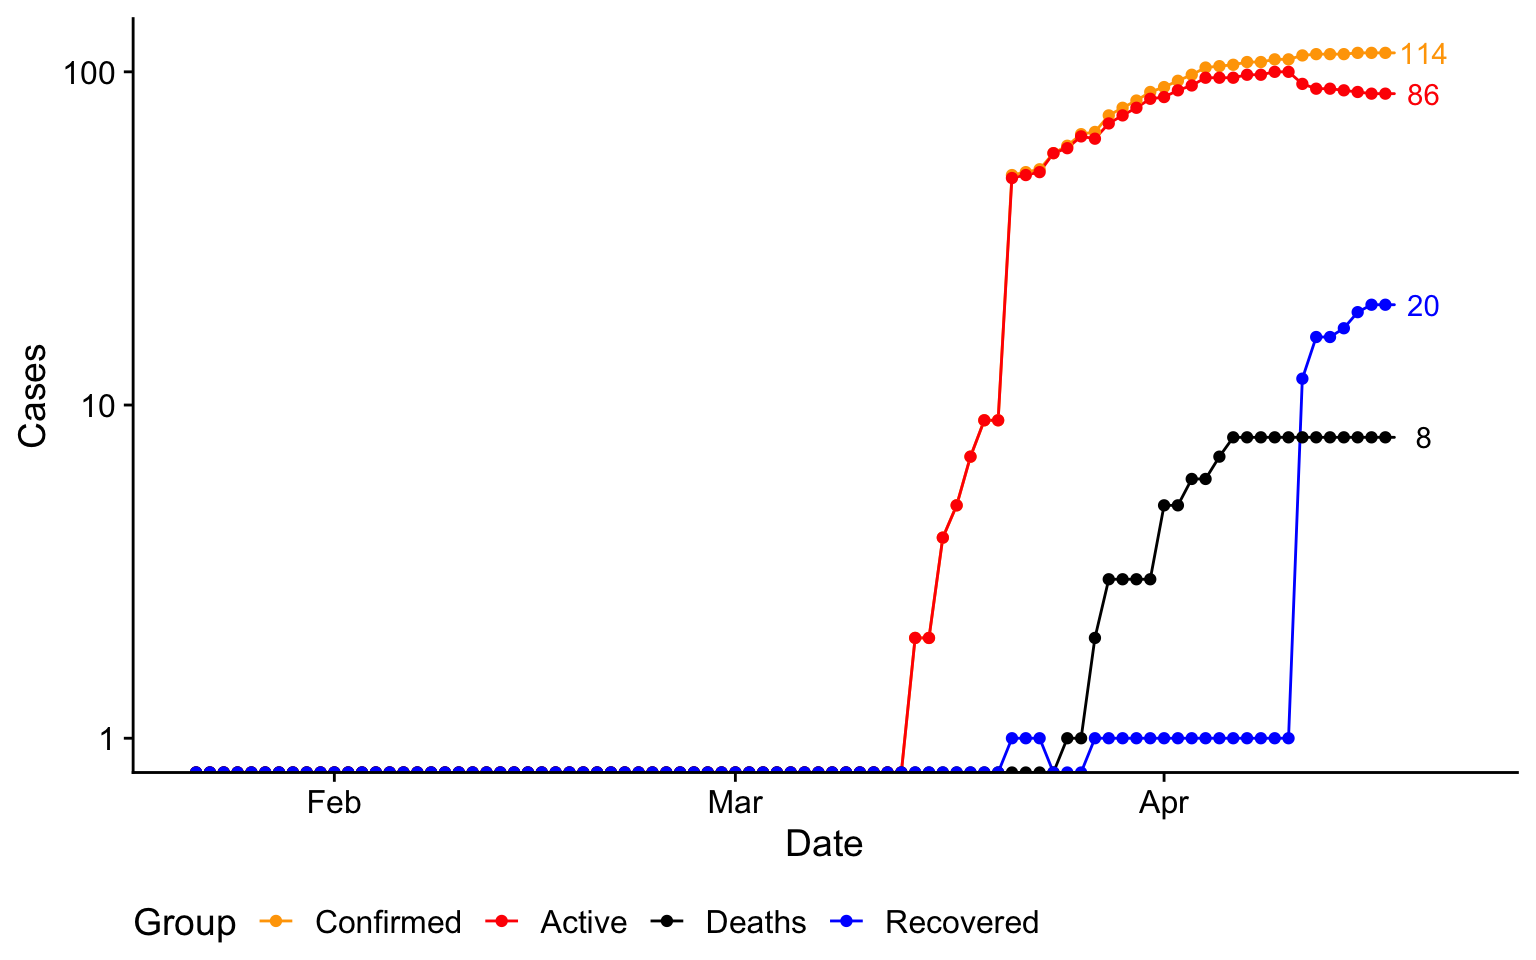 114
100
86
20
10
8
1
Cases
Feb Mar Apr
Date
Group Confirmed Active Deaths Recovered